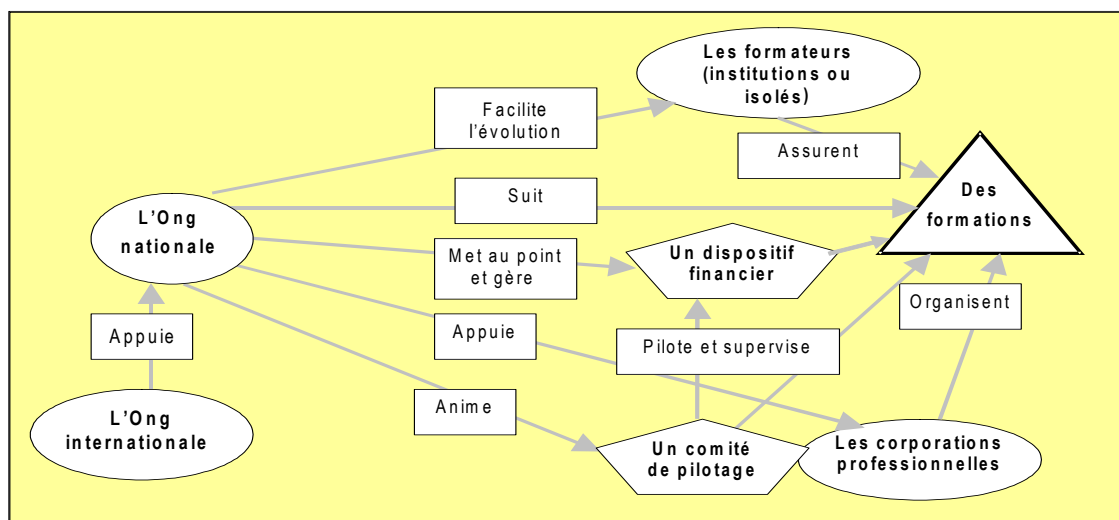 Les formateurs
(institutions ou
isolés)
Facilite
l'évolution
Assurent
Des
formations
Suit
L'Ong
nationale
Met au point
et gère
Un dispositif
financier
Organisent
Appuie
Appuie
Pilote et supervise
Anime
L'Ong
internationale
Un comité
de pilotage
Les corporations
professionnelles